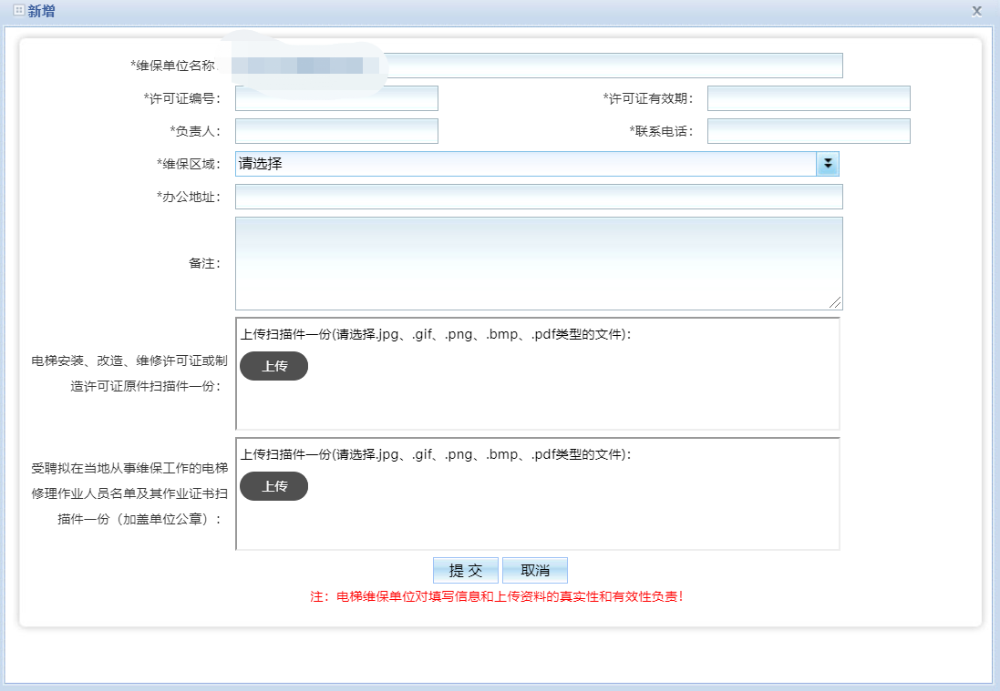 新增
*维保单位名称:
*许可证编号: *许可证有效期:
*负责人: *联系电话:
*维保区域: 请选择
*办公地址:
备注:
上传扫描件一份(请选择.jpg、.gif、.png、.bmp、.pdf类型的文件):
电梯安装、改造、维修许可证或制
造许可证原件扫描件一份:
上传
上传扫描件一份(请选择.jpg、.gif、.png、.bmp、.pdf类型的文件):
受聘拟在当地从事维保工作的电梯
修理作业人员名单及其作业证书扫
描件一份（加盖单位公章）:
上传
提 交 取消
注: 电梯维保单位对填写信息和上传资料的真实性和有效性负责!